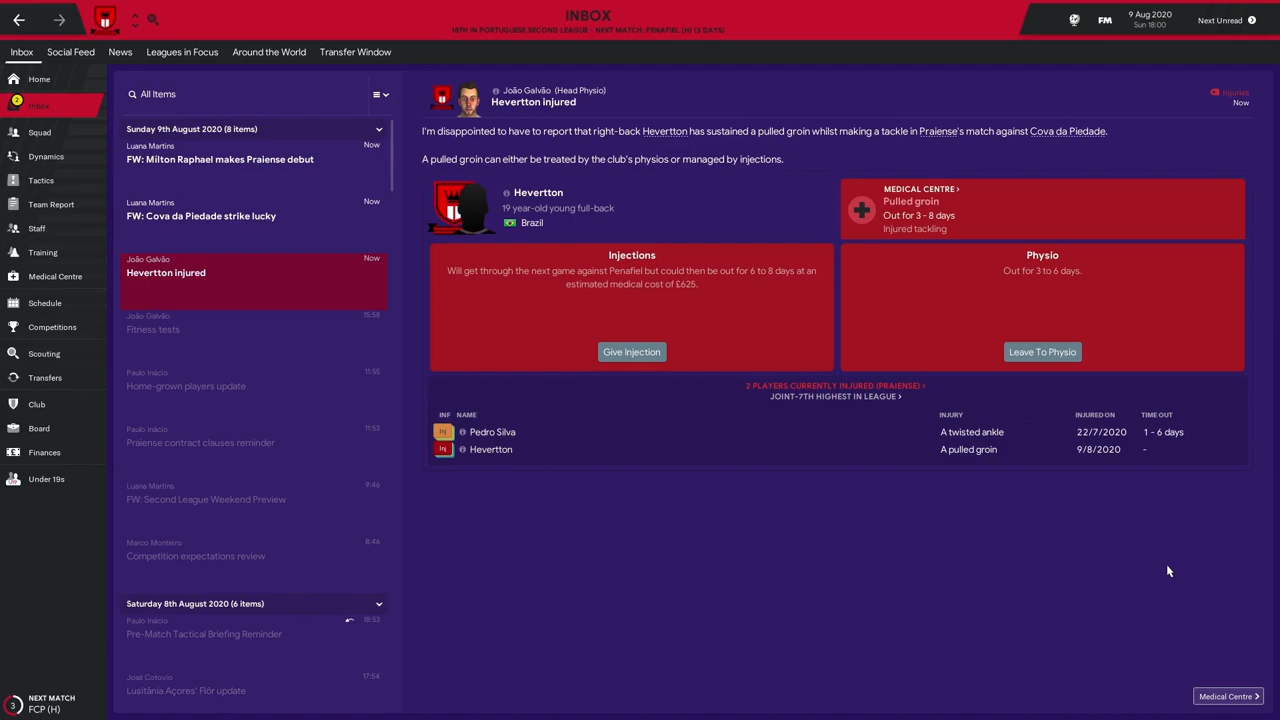 INBOX
18TH IN PORTUGUESE SECOND LEAGUE - NEXT MATCH: PENAFIEL (H) (3 DAYS)
FM
9 Aug 2020
Sun 18:00
Next Unread
Inbox Social Feed News Leagues in Focus Around the World Transfer Window
Home
2
Inbox
Squad
Dynamics
Tactics
Team Report
Staff
Training
Medical Centre
Schedule
Competitions
Scouting
Transfers
Club
Board
Finances
Under 19s
3
NEXT MATCH
FCP (H)
All Items
Sunday 9th August 2020 (8 items)
Luana Martins Now
FW: Mílton Raphael makes Praiense debut
Luana Martins Now
FW: Cova da Piedade strike lucky
João Galvão Now
Hevertton injured
João Galvão 15:58
Fitness tests
Paulo Inácio 11:55
Home-grown players update
Paulo Inácio 11:53
Praiense contract clauses reminder
Luana Martins 9:46
FW: Second League Weekend Preview
Marco Monteiro 8:46
Competition expectations review
Saturday 8th August 2020 (6 items)
Paulo Inácio 18:53
Pre-Match Tactical Briefing Reminder
José Coliovio 17:54
Lusitânia Açores' Flôr update
João Galvão (Head Physio)
Hevertton injured
Injuries
Now
I'm disappointed to have to report that right-back Hevertton has sustained a pulled groin whilst making a tackle in Praiense's match against Cova da Piedade.
A pulled groin can either be treated by the club's physios or managed by injections.
Hevertton
19 year-old young full-back
Brazil
MEDICAL CENTRE >
Pulled groin
Out for 3 - 8 days
Injured tackling
Injections
Will get through the next game against Penafiel but could then be out for 6 to 8 days at an
estimated medical cost of £625.
Give Injection
Physio
Out for 3 to 6 days.
Leave To Physio
2 PLAYERS CURRENTLY INJURED (PRAIENSE) >
JOINT-7TH HIGHEST IN LEAGUE >
INF NAME INJURY INJURED ON TIME OUT
Inj Pedro Silva A twisted ankle 22/7/2020 1 - 6 days
Inj Hevertton A pulled groin 9/8/2020 -
Medical Centre >